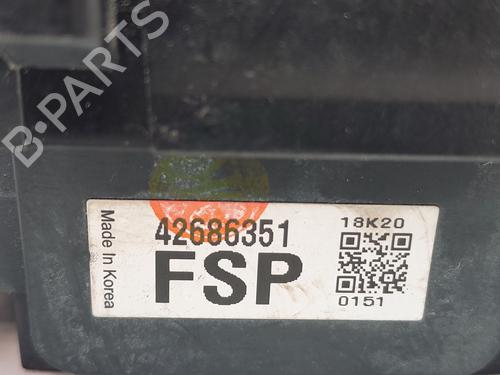 B-PARTS
Made In Korea
42686351
FSP
18K20
0151